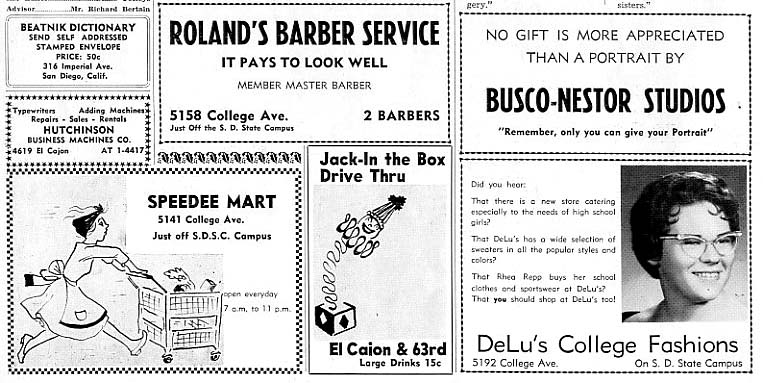 Advisor Mr. Richard Bertain
BEATNIK DICTIONARY
SEND SELF ADDRESSED
STAMPED ENVELOPE
PRICE: 50c
316 Imperial Ave.
San Diego, Calif.
Typewriters Adding Machines
Repairs - Sales - Rentals
HUTCHINSON
BUSINESS MACHINES CO.
4619 El Cajon AT 1-4417
ROLAND'S BARBER SERVICE
IT PAYS TO LOOK WELL
MEMBER MASTER BARBER
5158 College Ave. 2 BARBERS
Just Off the S. D. State Campus
SPEEDEE MART
5141 College Ave.
Just off S.D.S.C. Campus
open everyday
7 a.m. to 11 p.m.
Jack-In the Box
Drive Thru
El Cajon & 63rd
Large Drinks 15c
gery." sisters."
NO GIFT IS MORE APPRECIATED
THAN A PORTRAIT BY
BUSCO-NESTOR STUDIOS
"Remember, only you can give your Portrait"
Did you hear:
That there is a new store catering
especially to the needs of high school
girls?
That DeLu's has a wide selection of
sweaters in all the popular styles and
colors?
That Rhea Repp buys her school
clothes and sportswear at DeLu's?
That you should shop at DeLu's too!
DeLu's College Fashions
5192 College Ave. On S. D. State Campus